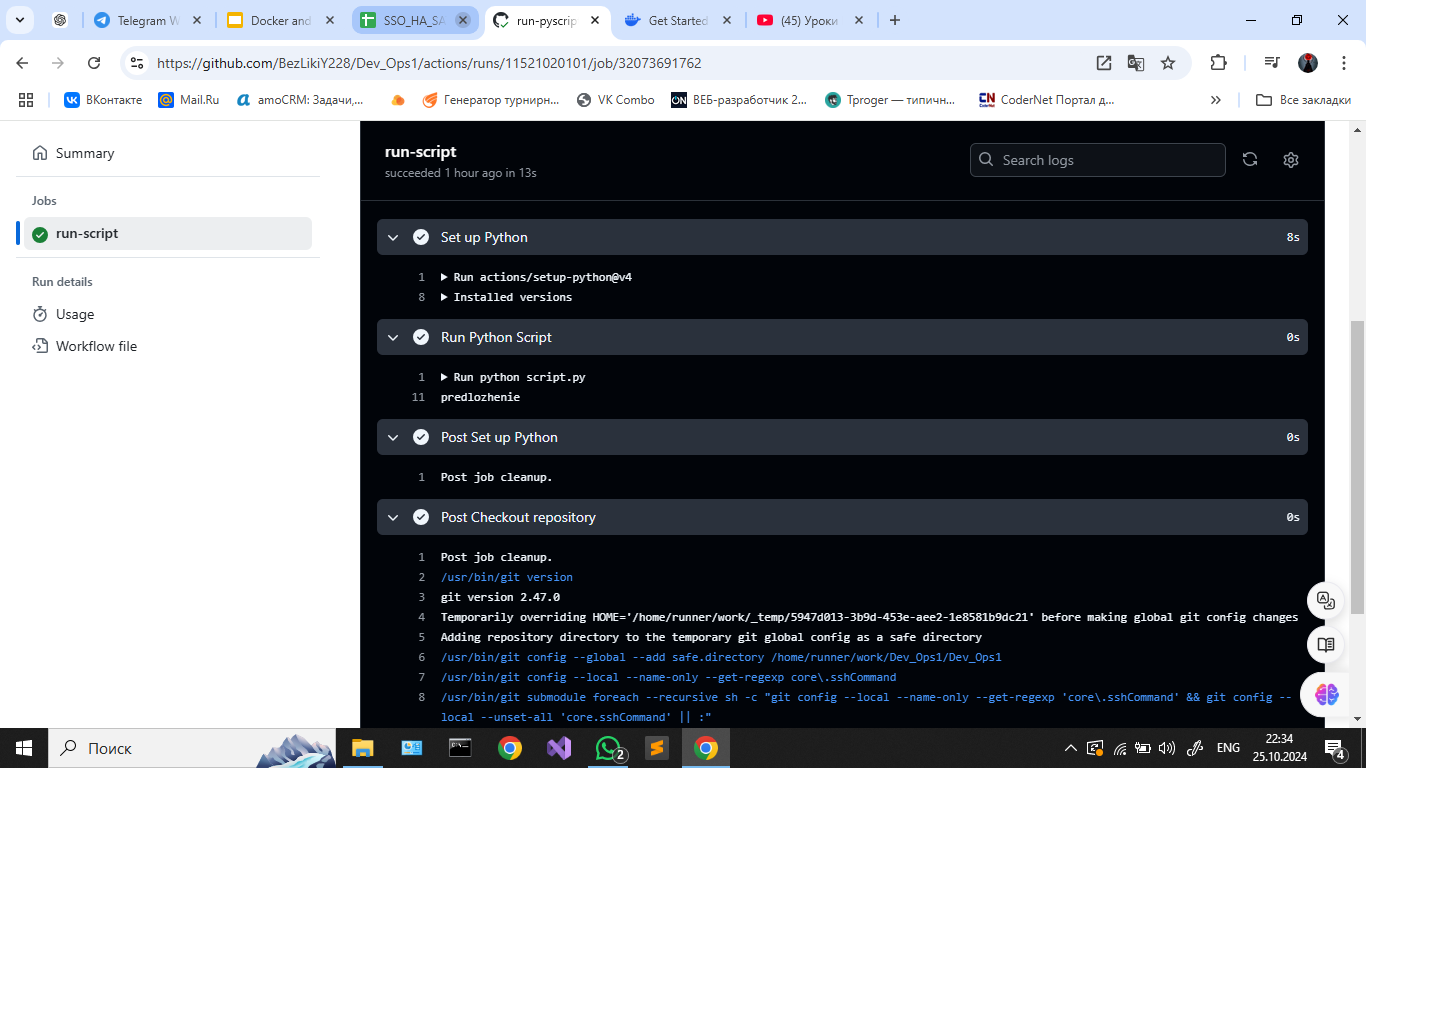 Telegram W
Docker and
SSO_HA_SA
run-pyscrip
Get Started
(45) Уроки
https://github.com/BezLikiY228/Dev_Ops1/actions/runs/11521020101/job/32073691762
ВКонтакте
Mail.Ru
amoCRM: Задачи,...
Генератор турнирн...
VK Combo
ВЕБ-разработчик 2...
Tproger — типичн...
CoderNet Портал д...
Все закладки
Summary
Jobs
run-script
Run details
Usage
Workflow file
run-script
succeeded 1 hour ago in 13s
Search logs
Set up Python 8s
1 Run actions/setup-python@v4
8 Installed versions
Run Python Script 0s
1 Run python script.py
11 predlozhenie
Post Set up Python 0s
1 Post job cleanup.
Post Checkout repository 0s
1 Post job cleanup.
2 /usr/bin/git version
3 git version 2.47.0
4 Temporarily overriding HOME='/home/runner/work/_temp/5947d013-3b9d-453e-aee2-1e8581b9dc21' before making global git config changes
5 Adding repository directory to the temporary git global config as a safe directory
6 /usr/bin/git config --global --add safe.directory /home/runner/work/Dev_Ops1/Dev_Ops1
7 /usr/bin/git config --local --name-only --get-regexp core\.sshCommand
8 /usr/bin/git submodule foreach --recursive sh -c "git config --local --name-only --get-regexp 'core\.sshCommand' && git config --
local --unset-all 'core.sshCommand' || :"
Поиск
2
ENG
22:34
25.10.2024
4